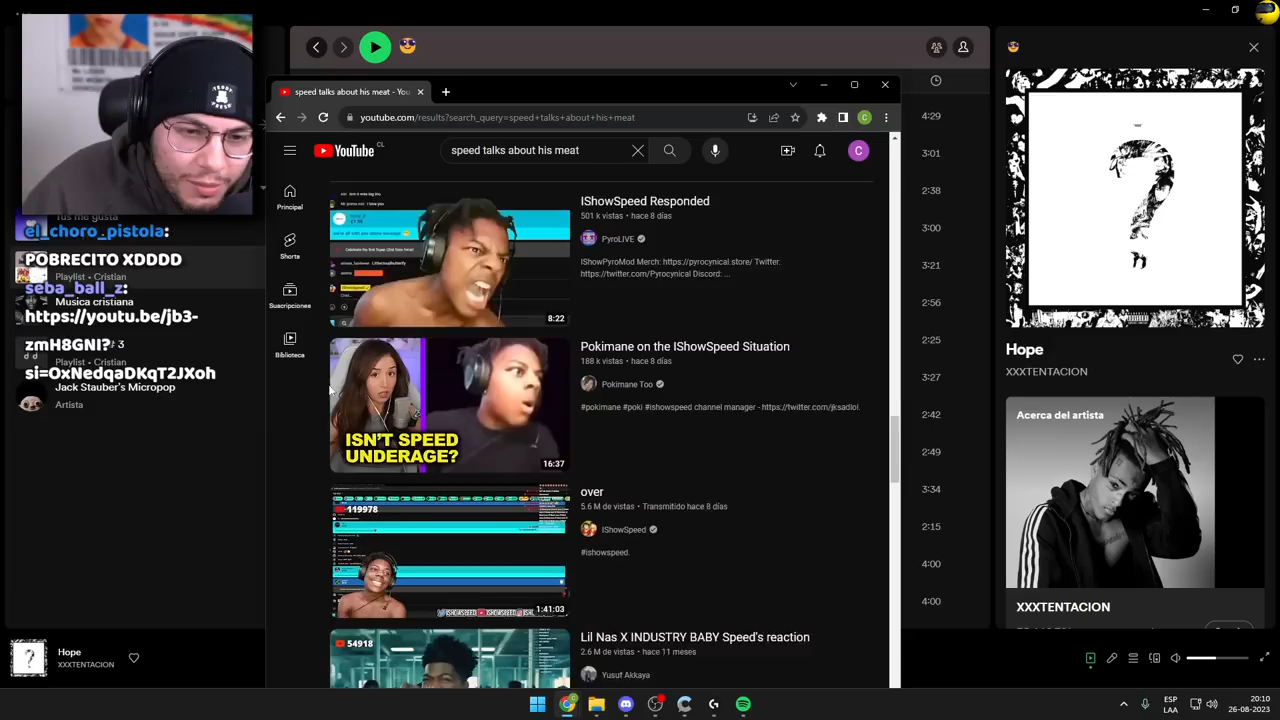 speed talks about his meat - You
youtube.com/results?search_query=speed+talks+about+his+meat
YouTube CL
speed talks about his meat
C
C
Principal
Shorts
Suscripciones
Biblioteca
Tus me gusta
el_choro_pistola:
POBRECITO XDDDD
Playlist • Cristian
seba_ball_z:
Musica cristiana
https://youtu.be/jb3-
zmH8GNI?
Playlist • Cristian
si=OxNedqaDKqT2JXoh
Jack Stauber's Micropop
Artista
IShowSpeed Responded
501 k vistas • hace 8 días
PyroLIVE
IShowPyroMod Merch: https://pyrocynical.store/ Twitter:
https://twitter.com/Pyrocynical Discord: ...
8:22
Pokimane on the IShowSpeed Situation
188 k vistas • hace 8 días
Pokimane Too
#pokimane #poki #ishowspeed channel manager - https://twitter.com/jksadloi.
ISN'T SPEED
UNDERAGE?
16:37
over
5.6 M de vistas • Transmitido hace 8 días
IShowSpeed
#ishowspeed.
119978
1:41:03
Lil Nas X INDUSTRY BABY Speed's reaction
2.6 M de vistas • hace 11 meses
Yusuf Akkaya
54918
4:29
3:01
2:38
3:00
3:21
2:56
2:25
3:27
2:42
2:49
3:34
2:15
4:00
4:00
?
Hope
XXXTENTACION
Acerca del artista
XXXTENTACION
Hope
XXXTENTACION
ESP
LAA
20:10
26-08-2023